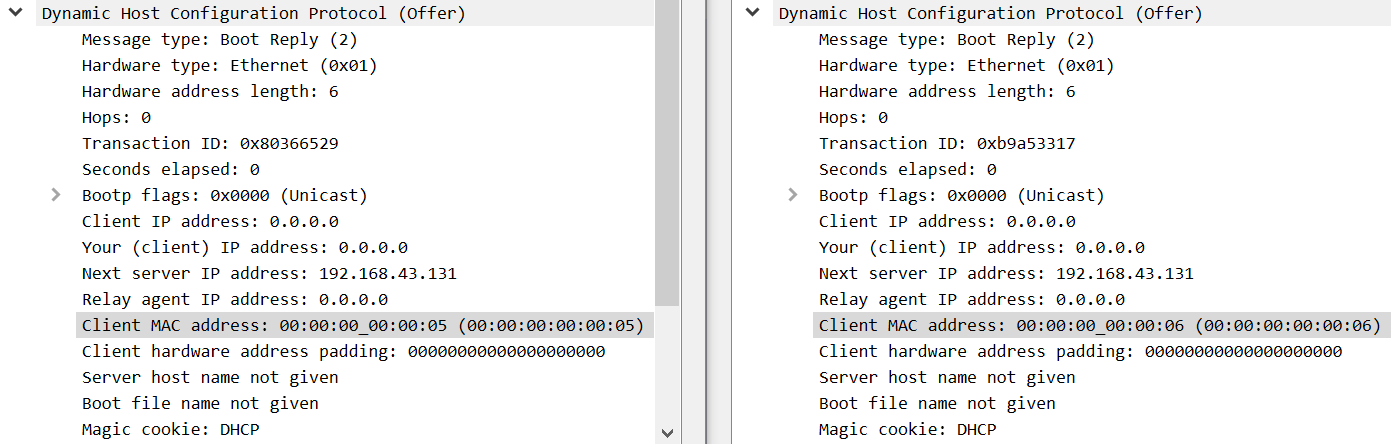 Dynamic Host Configuration Protocol (Offer)
Message type: Boot Reply (2)
Hardware type: Ethernet (0x01)
Hardware address length: 6
Hops: 0
Transaction ID: 0x80366529
Seconds elapsed: 0
Bootp flags: 0x0000 (Unicast)
Client IP address: 0.0.0.0
Your (client) IP address: 0.0.0.0
Next server IP address: 192.168.43.131
Relay agent IP address: 0.0.0.0
Client MAC address: 00:00:00_00:00:05 (00:00:00:00:00:05)
Client hardware address padding: 00000000000000000000
Server host name not given
Boot file name not given
Magic cookie: DHCP
Dynamic Host Configuration Protocol (Offer)
Message type: Boot Reply (2)
Hardware type: Ethernet (0x01)
Hardware address length: 6
Hops: 0
Transaction ID: 0xb9a53317
Seconds elapsed: 0
Bootp flags: 0x0000 (Unicast)
Client IP address: 0.0.0.0
Your (client) IP address: 0.0.0.0
Next server IP address: 192.168.43.131
Relay agent IP address: 0.0.0.0
Client MAC address: 00:00:00_00:00:06 (00:00:00:00:00:06)
Client hardware address padding: 00000000000000000000
Server host name not given
Boot file name not given
Magic cookie: DHCP